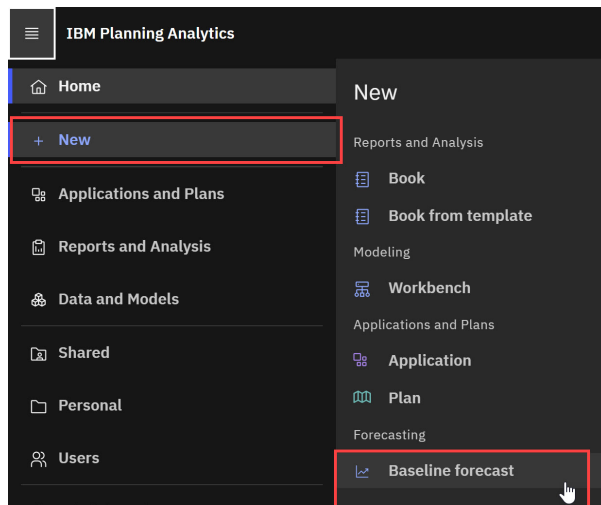 IBM Planning Analytics
Home
New
Applications and Plans
Reports and Analysis
Data and Models
Shared
Personal
Users
New
Reports and Analysis
Book
Book from template
Modeling
Workbench
Applications and Plans
Application
Plan
Forecasting
Baseline forecast